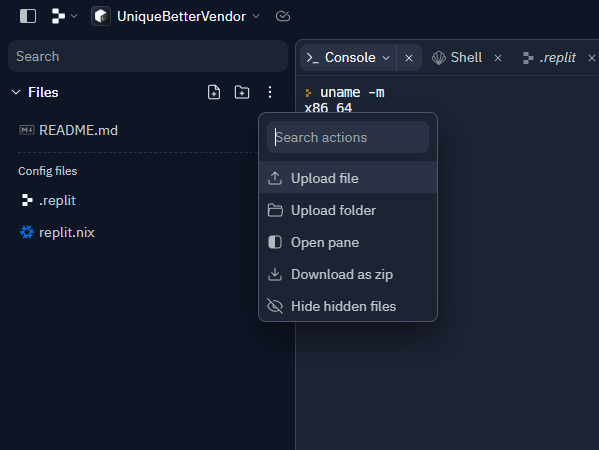 UniqueBetterVendor
Search
Files
README.md
Config files
.replit
replit.nix
Console
Shell
.replit
uname -m
x86_64
Search actions
Upload file
Upload folder
Open pane
Download as zip
Hide hidden files